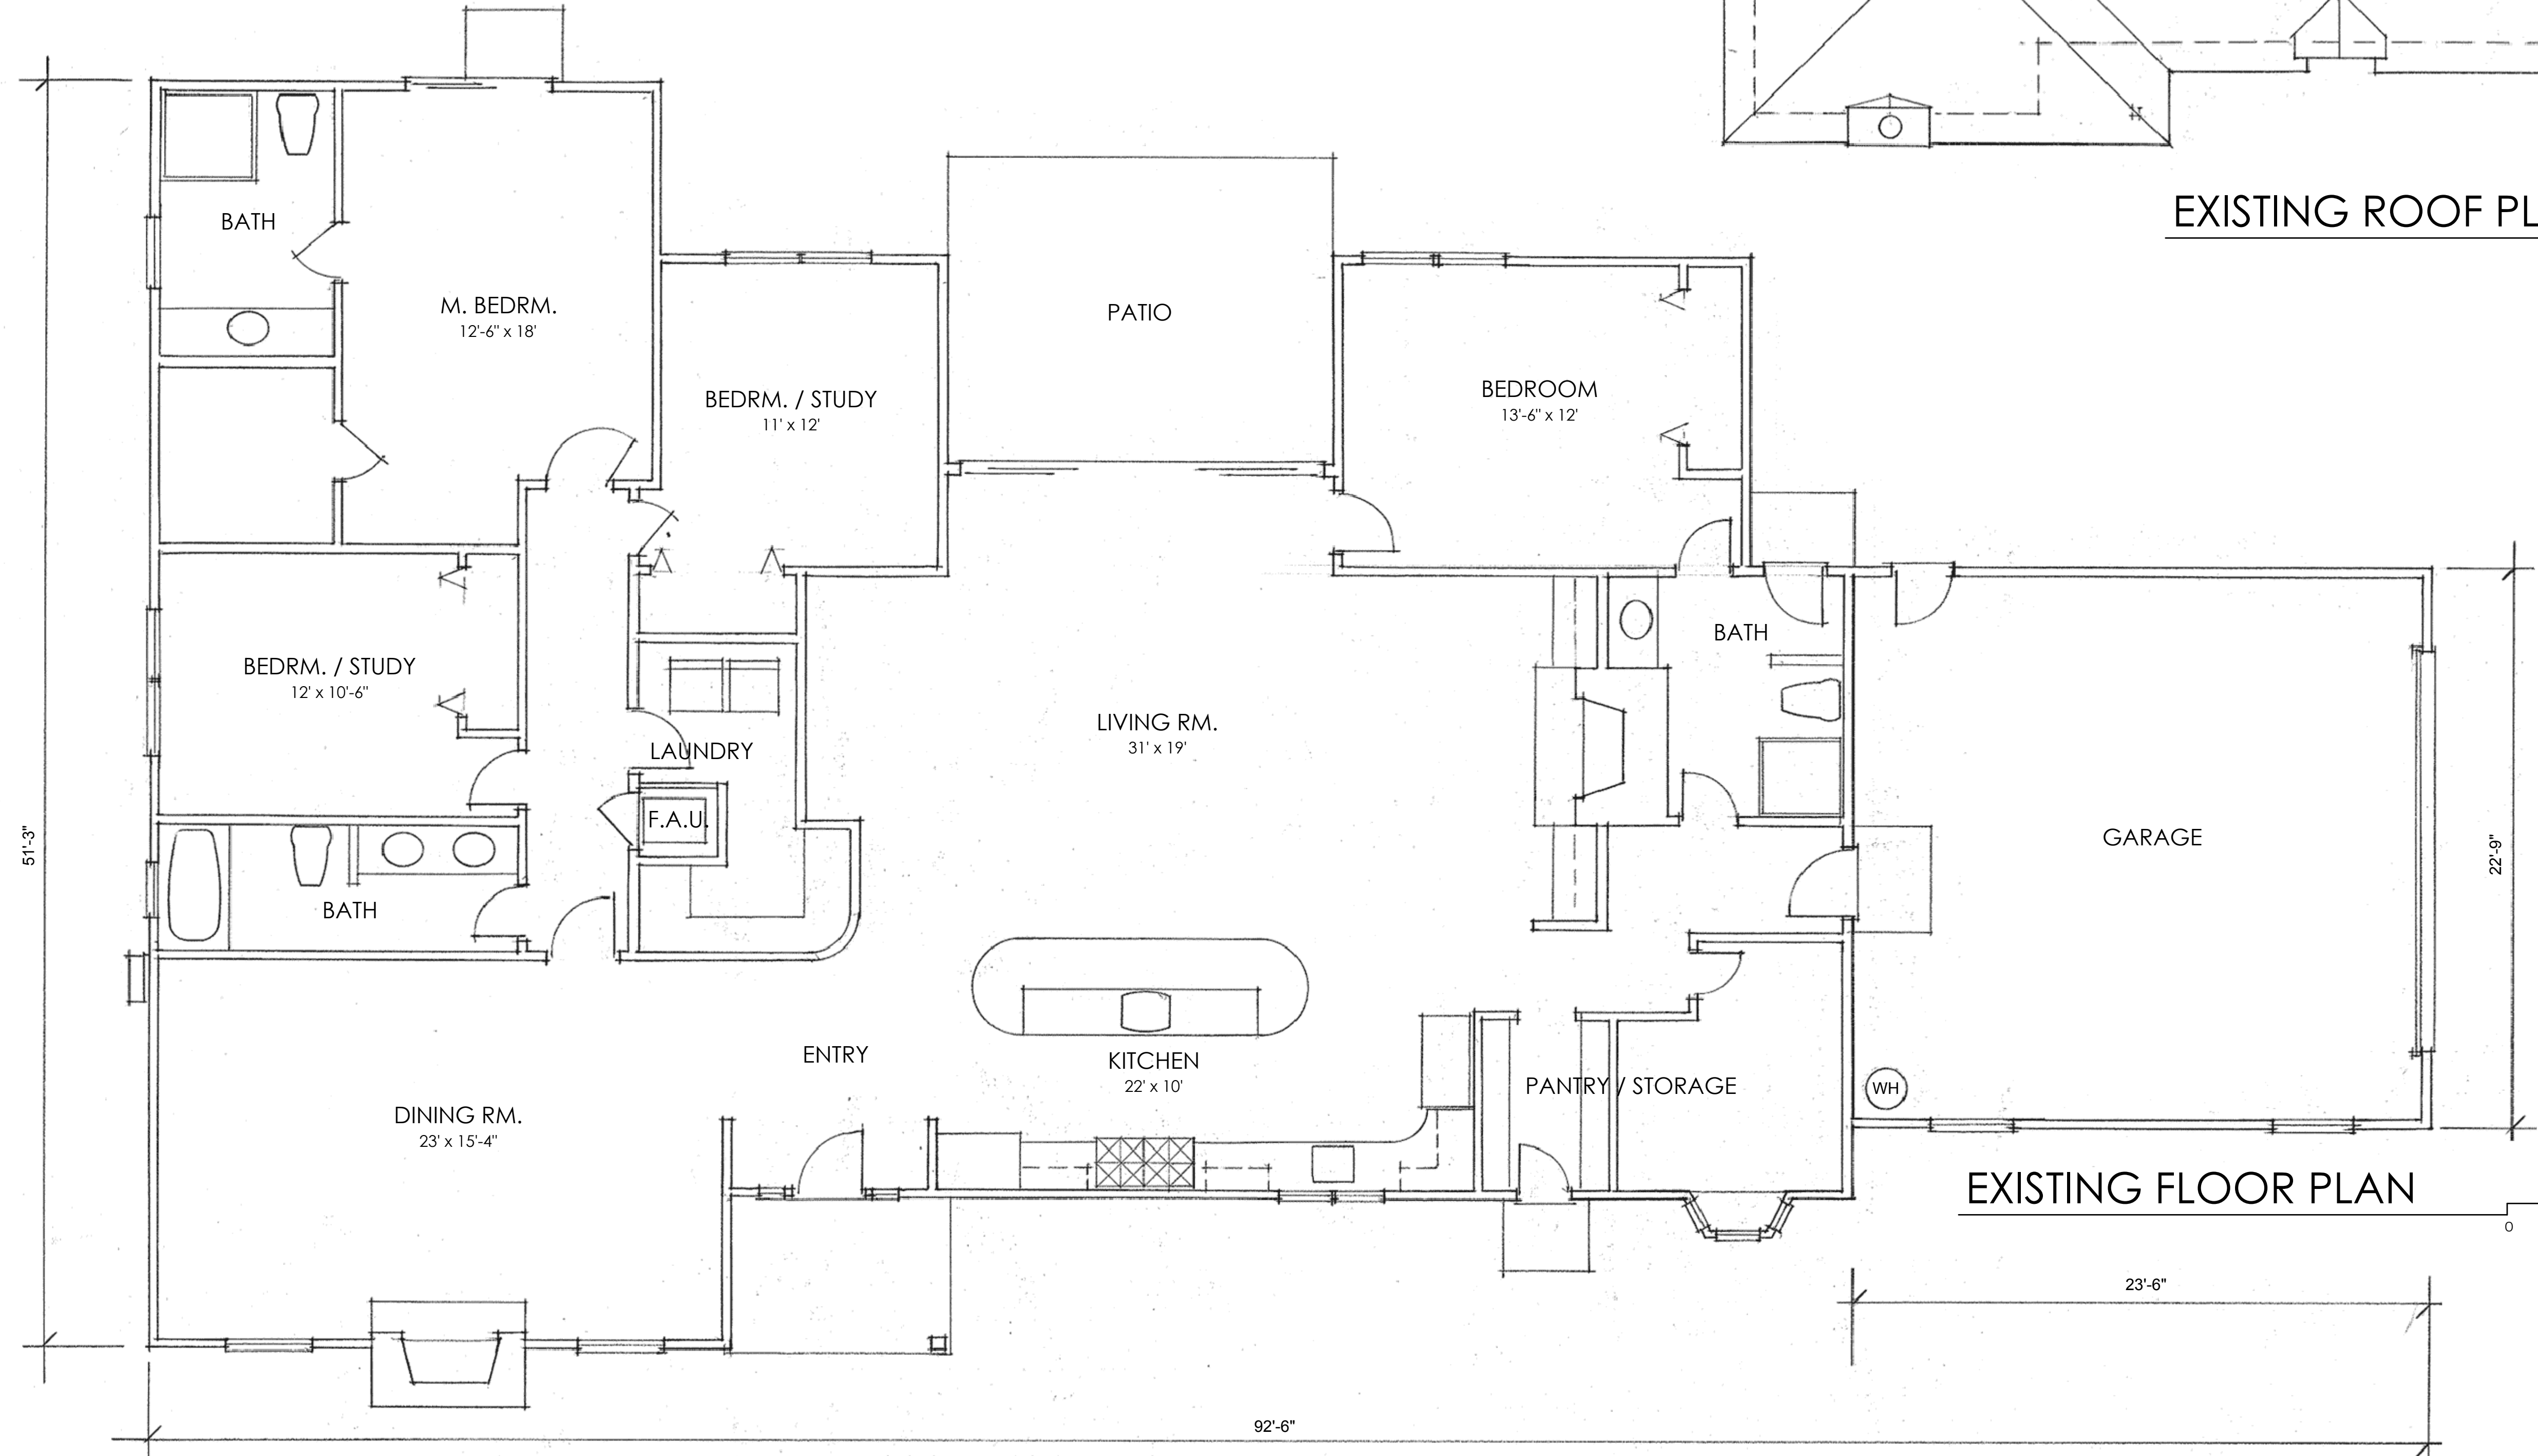 EXISTING ROOF PL
BATH
M. BEDRM.
12'-6" x 18'
BEDRM. / STUDY
11' x 12'
PATIO
BEDROOM
13'-6" x 12'
BEDRM. / STUDY
12' x 10'-6"
LAUNDRY
F.A.U.
LIVING RM.
31' x 19'
BATH
GARAGE
51'-3"
22'-9"
BATH
ENTRY
KITCHEN
22' x 10'
PANTRY / STORAGE
WH
DINING RM.
23' x 15'-4"
EXISTING FLOOR PLAN
0
23'-6"
92'-6"